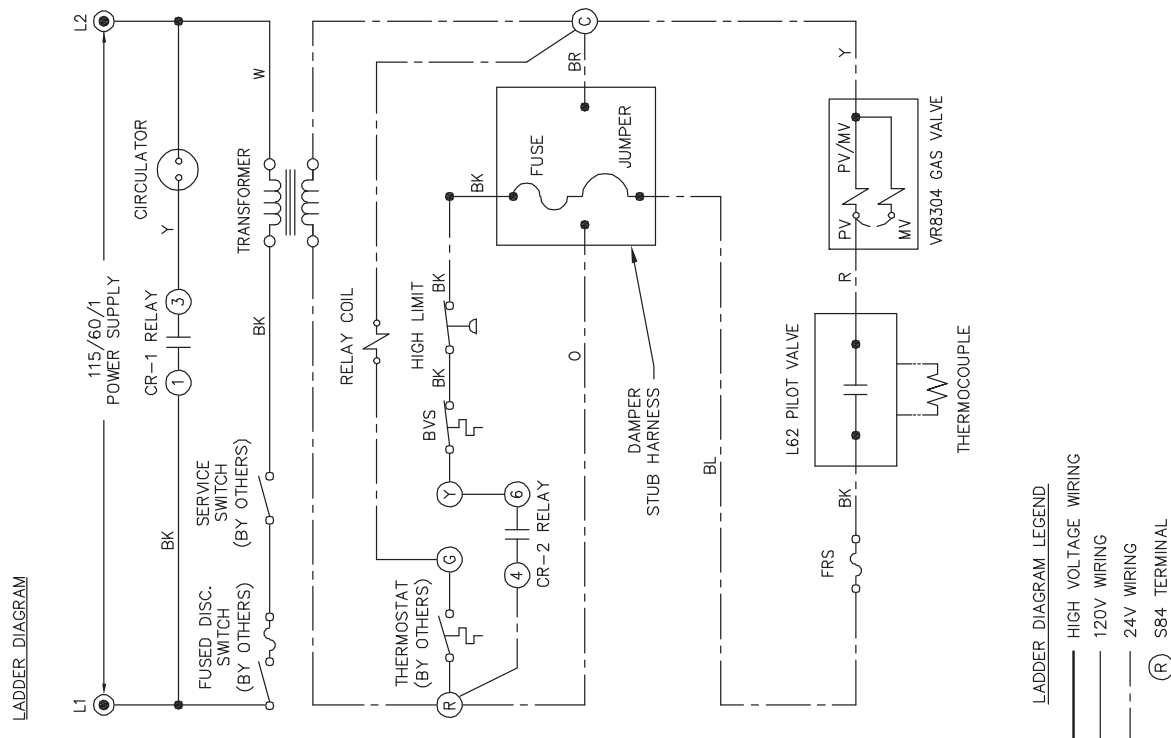 LADDER DIAGRAM
L1
L2
115/60/1
POWER SUPPLY
CR-1 RELAY
1
3
Y
CIRCULATOR
BK
FUSED DISC.
SWITCH
(BY OTHERS)
SERVICE
SWITCH
(BY OTHERS)
BK
TRANSFORMER
W
RELAY COIL
THERMOSTAT
(BY OTHERS)
R
G
4
6
CR-2 RELAY
Y
BVS
BK
HIGH LIMIT
BK
BK
FUSE
JUMPER
BR
C
O
DAMPER
STUB HARNESS
BL
FRS
BK
L62 PILOT VALVE
THERMOCOUPLE
R
PV
MV
PV/MV
VR8304 GAS VALVE
Y
LADDER DIAGRAM LEGEND
HIGH VOLTAGE WIRING
120V WIRING
24V WIRING
R S84 TERMINAL